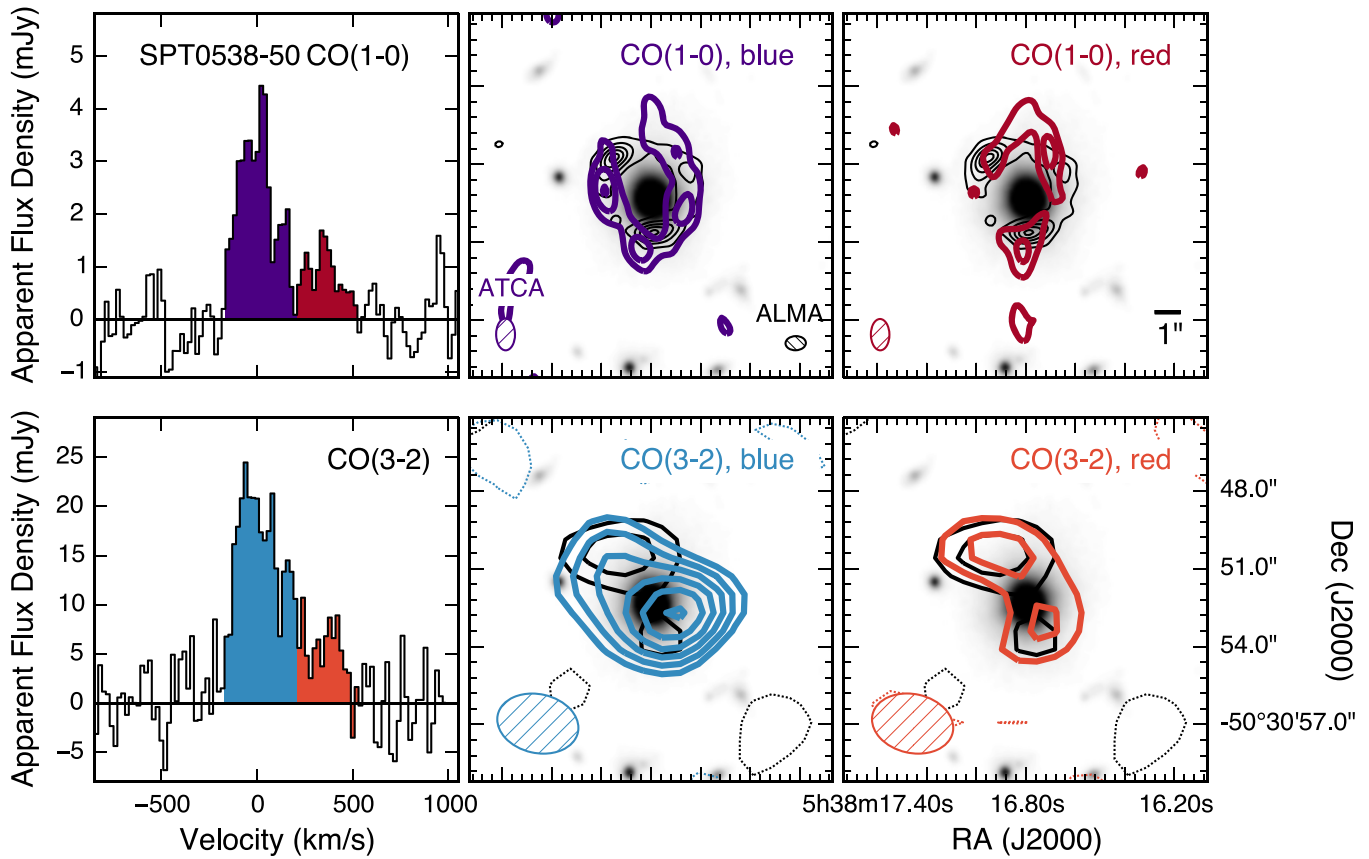 SPT0538-50 CO(1-0)
CO(1-0), blue
CO(1-0), red
Apparent Flux Density (mJy)
5
4
3
2
1
0
−1
ATCA
ALMA
1"
CO(3-2)
CO(3-2), blue
CO(3-2), red
Apparent Flux Density (mJy)
25
20
15
10
5
0
−5
48.0"
51.0"
54.0"
-50°30'57.0"
Dec (J2000)
−500 0 500 1000
Velocity (km/s)
5h38m17.40s 16.80s 16.20s
RA (J2000)